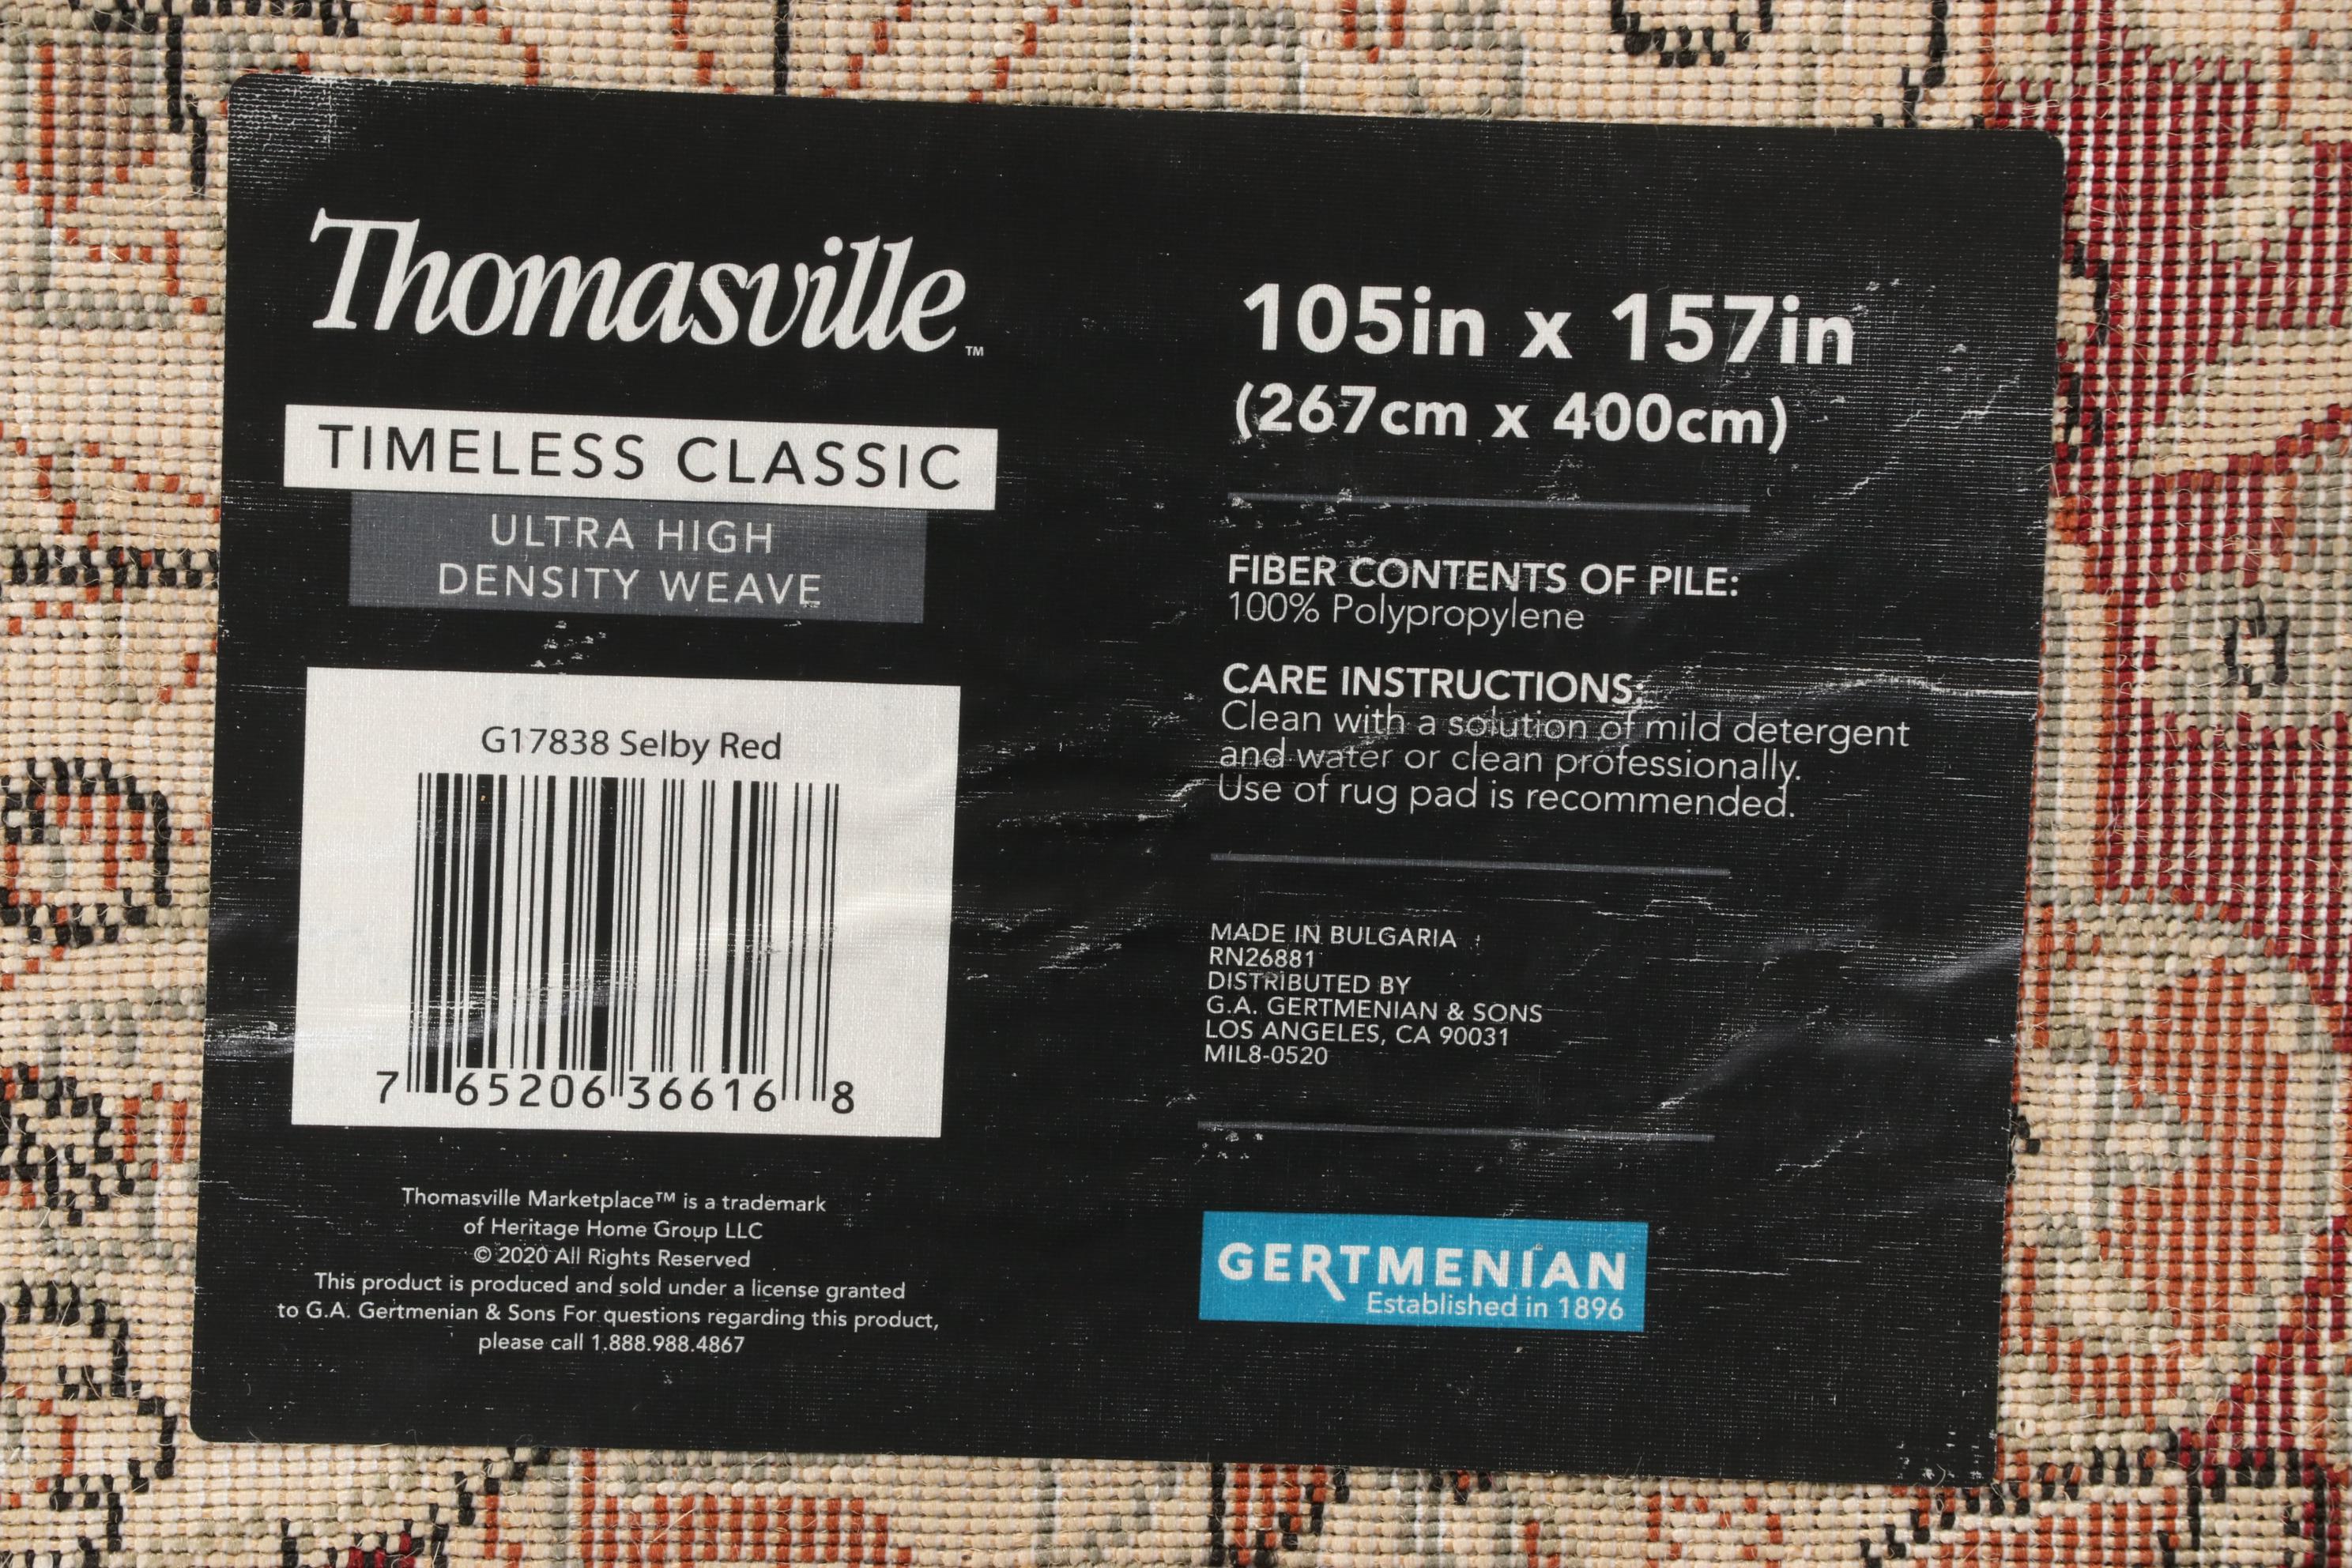 Thomasville™
TIMELESS CLASSIC
ULTRA HIGH
DENSITY WEAVE
G17838 Selby Red
7 65206 36616 8
Thomasville Marketplace™ is a trademark
of Heritage Home Group LLC
© 2020 All Rights Reserved
This product is produced and sold under a license granted
to G.A. Gertmenian & Sons For questions regarding this product,
please call 1.888.988.4867
105in x 157in
(267cm x 400cm)
FIBER CONTENTS OF PILE:
100% Polypropylene
CARE INSTRUCTIONS:
Clean with a solution of mild detergent
and water or clean professionally.
Use of rug pad is recommended.
MADE IN BULGARIA
RN26881
DISTRIBUTED BY
G.A. GERTMENIAN & SONS
LOS ANGELES, CA 90031
MIL8-0520
GERTMENIAN
Established in 1896